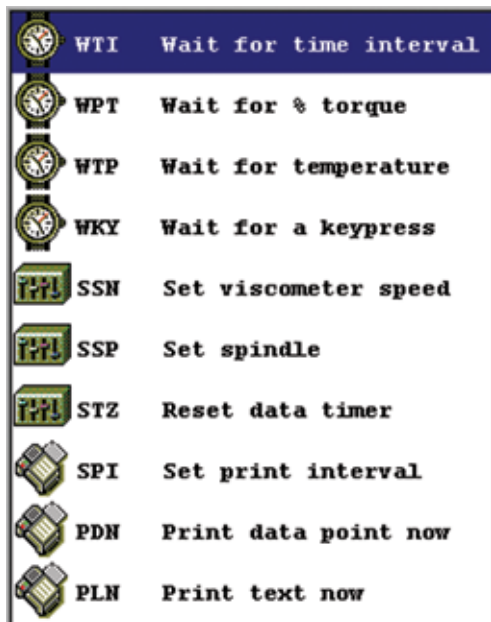 WTI Wait for time interval
WPT Wait for % torque
WTP Wait for temperature
WKY Wait for a keypress
SSN Set viscometer speed
SSP Set spindle
STZ Reset data timer
SPI Set print interval
PDN Print data point now
PLN Print text now